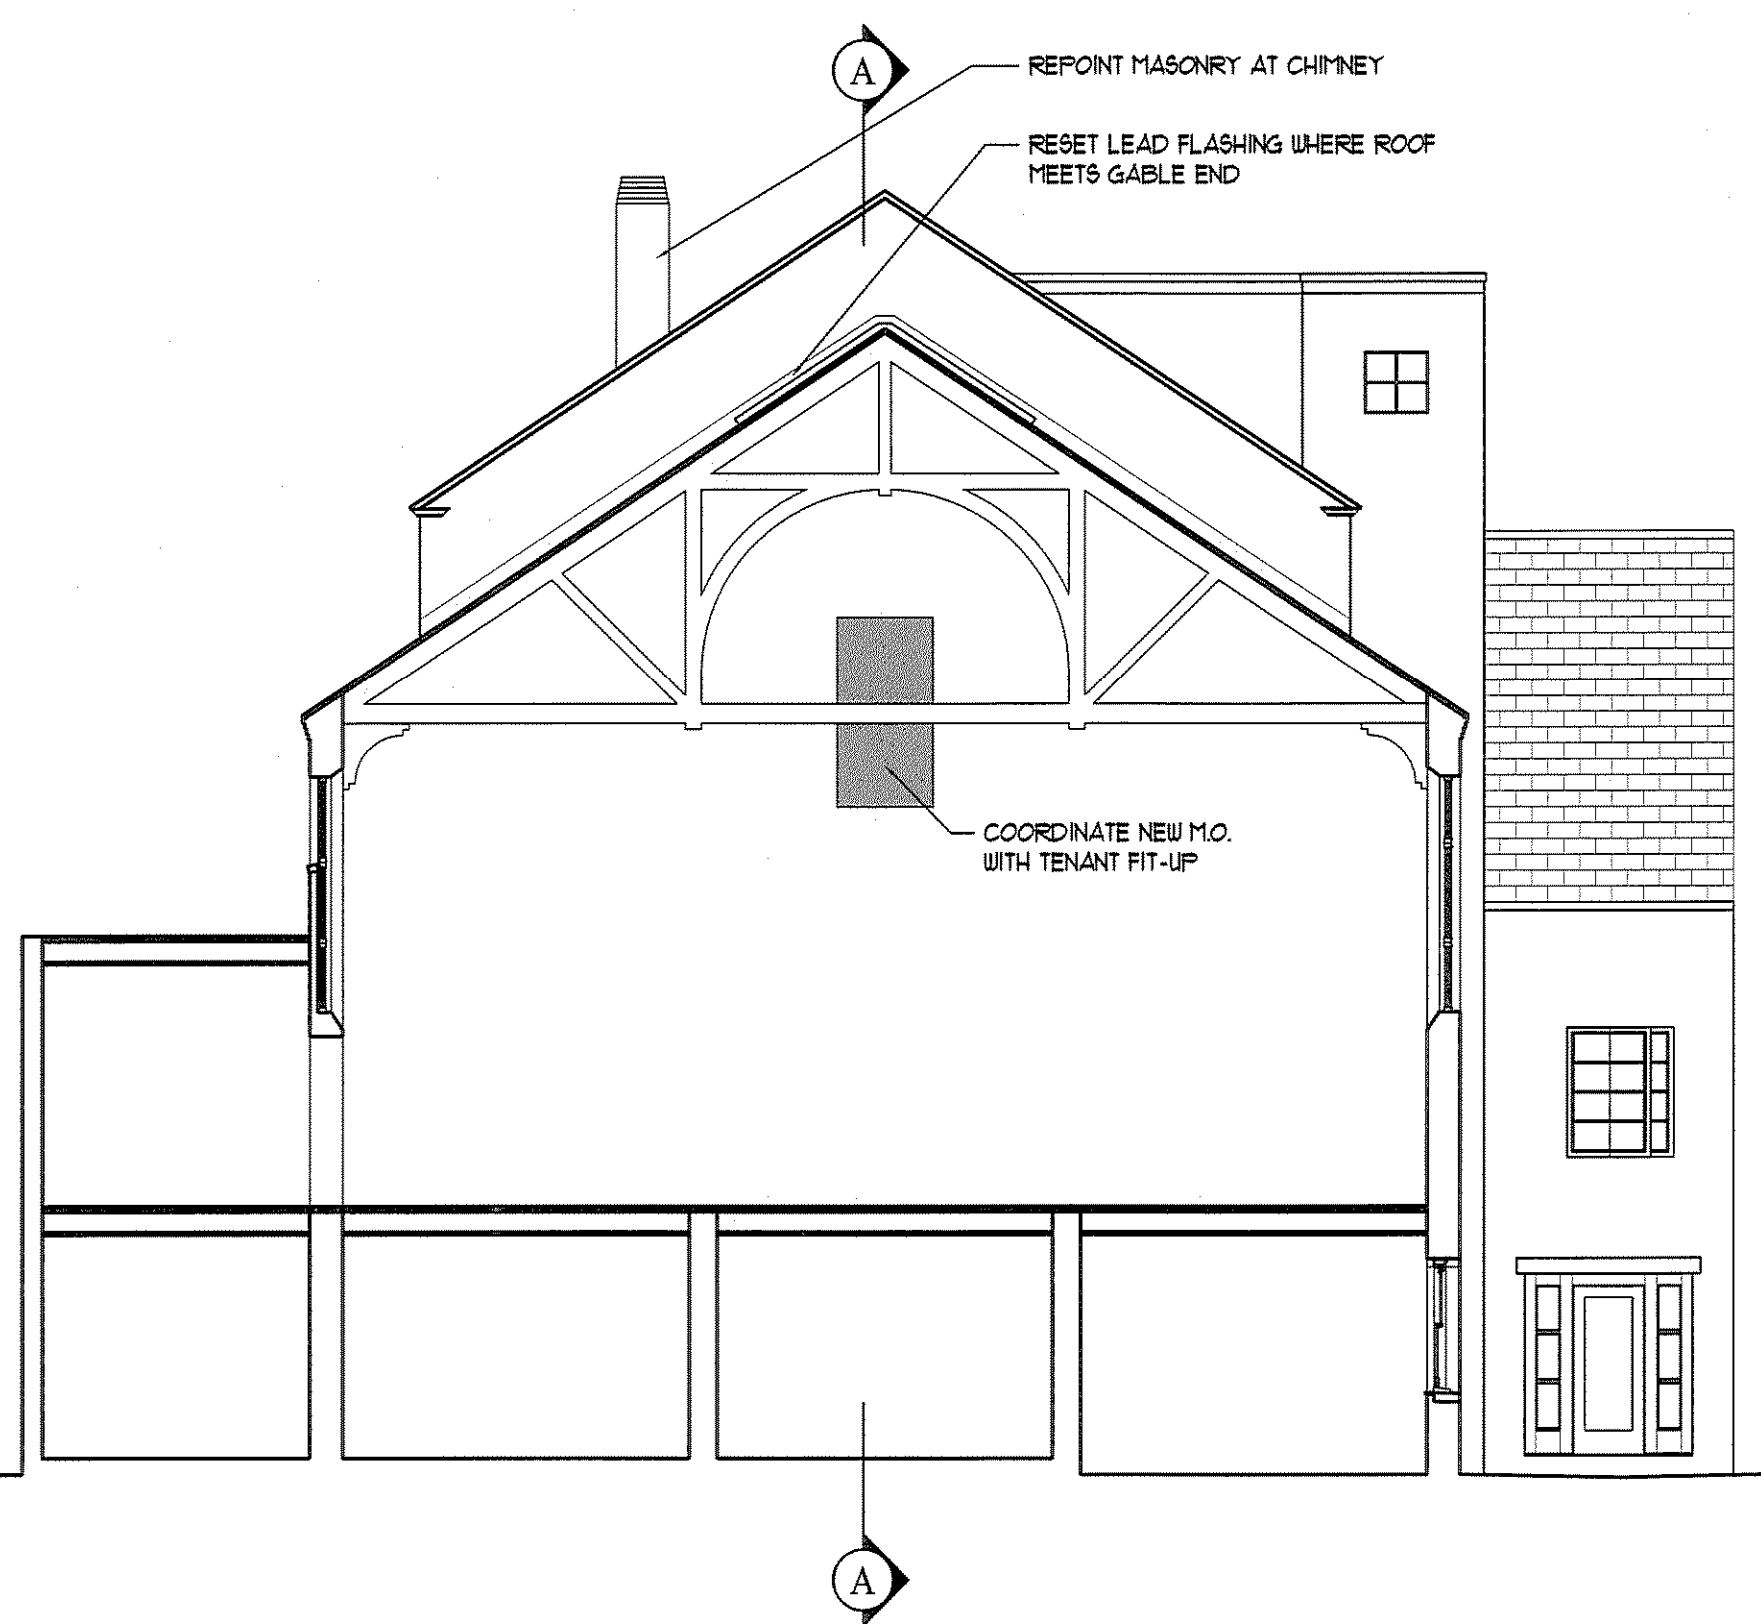 A
REPOINT MASONRY AT CHIMNEY
RESET LEAD FLASHING WHERE ROOF
MEETS GABLE END
COORDINATE NEW M.O.
WITH TENANT FIT-UP
A